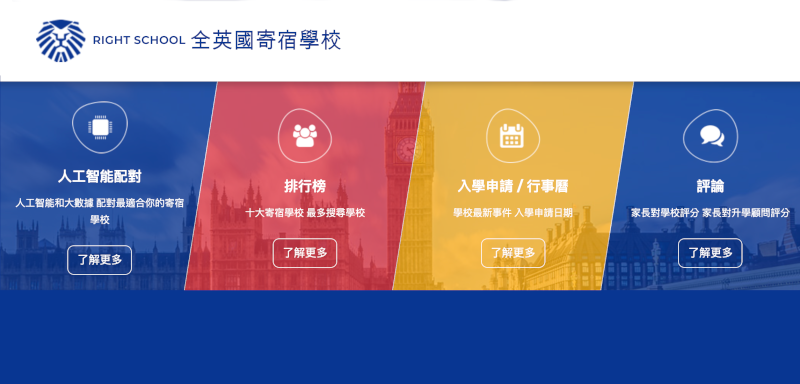 RIGHT SCHOOL 全英國寄宿學校
人工智能配對
人工智能和大數據 配對最適合你的寄宿
學校
了解更多
排行榜
十大寄宿學校 最多搜尋學校
了解更多
入學申請 / 行事曆
學校最新事件 入學申請日期
了解更多
評論
家長對學校評分 家長對升學顧問評分
了解更多